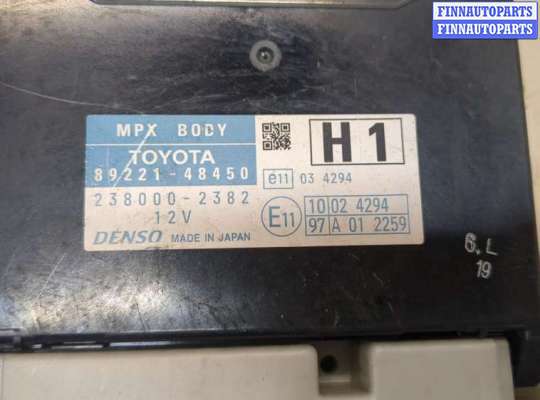 FINNAUTOPARTS
FINNAUTOPARTS
FINNAUTOPARTS
MPX BODY
TOYOTA
89221-48450
238000-2382
12V
DENSO MADE IN JAPAN
H1
e11 03 4294
E11
10 02 4294
97 A 01 2259
6.L
19